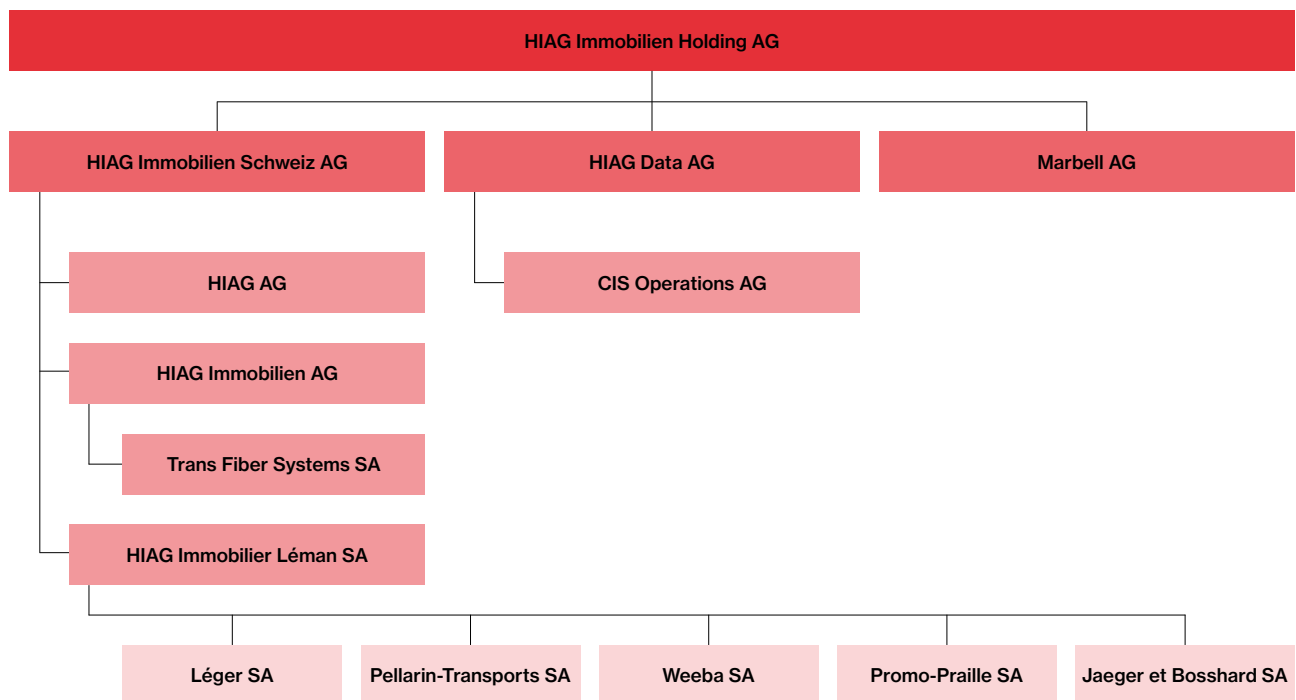 HIAG Immobilien Holding AG
HIAG Immobilien Schweiz AG
HIAG Data AG
Marbell AG
HIAG AG
CIS Operations AG
HIAG Immobilien AG
Trans Fiber Systems SA
HIAG Immobilier Léman SA
Léger SA
Pellarin-Transports SA
Weeba SA
Promo-Praille SA
Jaeger et Bosshard SA